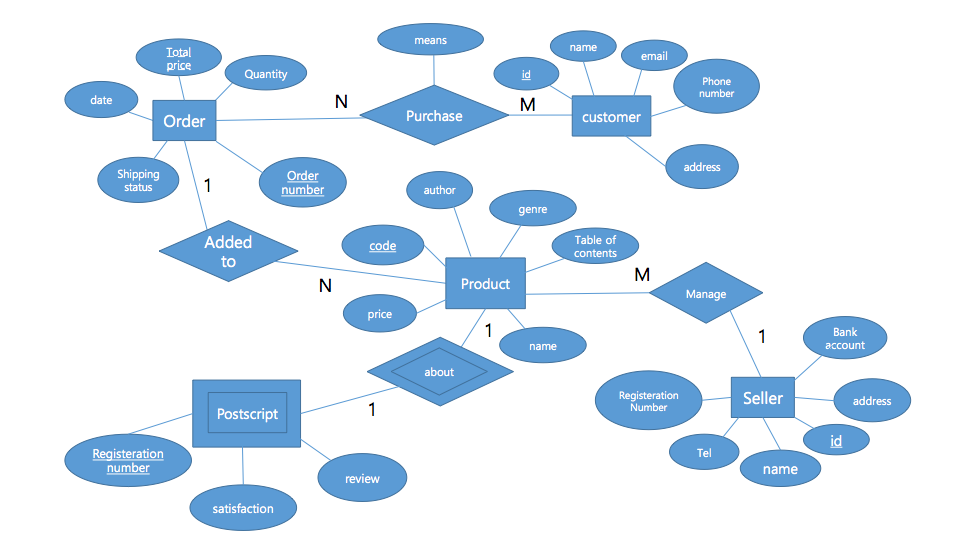 means
name
email
Total
price
id
Quantity
Phone
number
date
N
M
Purchase
customer
Order
address
Shipping
status
Order
number
1
author
genre
Added
to
code
Table of
contents
M
N
Product
Manage
price
1
name
1
Bank
account
about
Registeration
Number
Seller
address
1
Postscript
id
Registeration
number
Tel
name
review
satisfaction